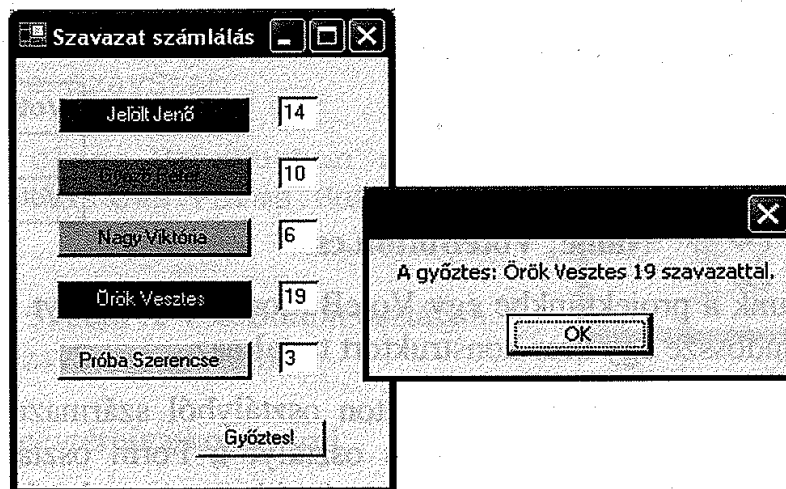 Szavazat számlálás
Jelölt Jenő 14
10
Nagy Viktória 6
Örök Vesztes 19
Próba Szerencse 3
Győztes!
A győztes: Örök Vesztes 19 szavazattal.
OK